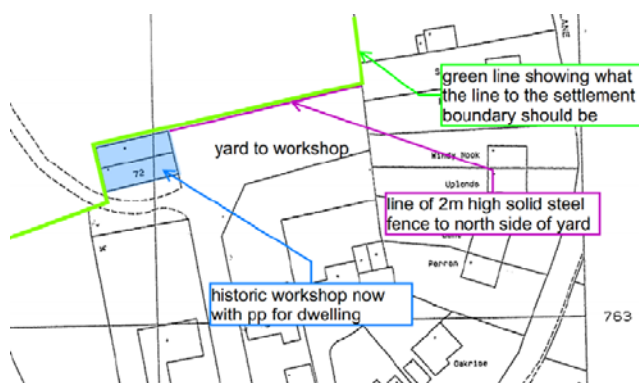 LANE
green line showing what
the line to the settlement
boundary should be
yard to workshop
Windy Nook
Uplends
72
line of 2m high solid steel
fence to north side of yard
Perran
historic workshop now
with pp for dwelling
763
Oakrise